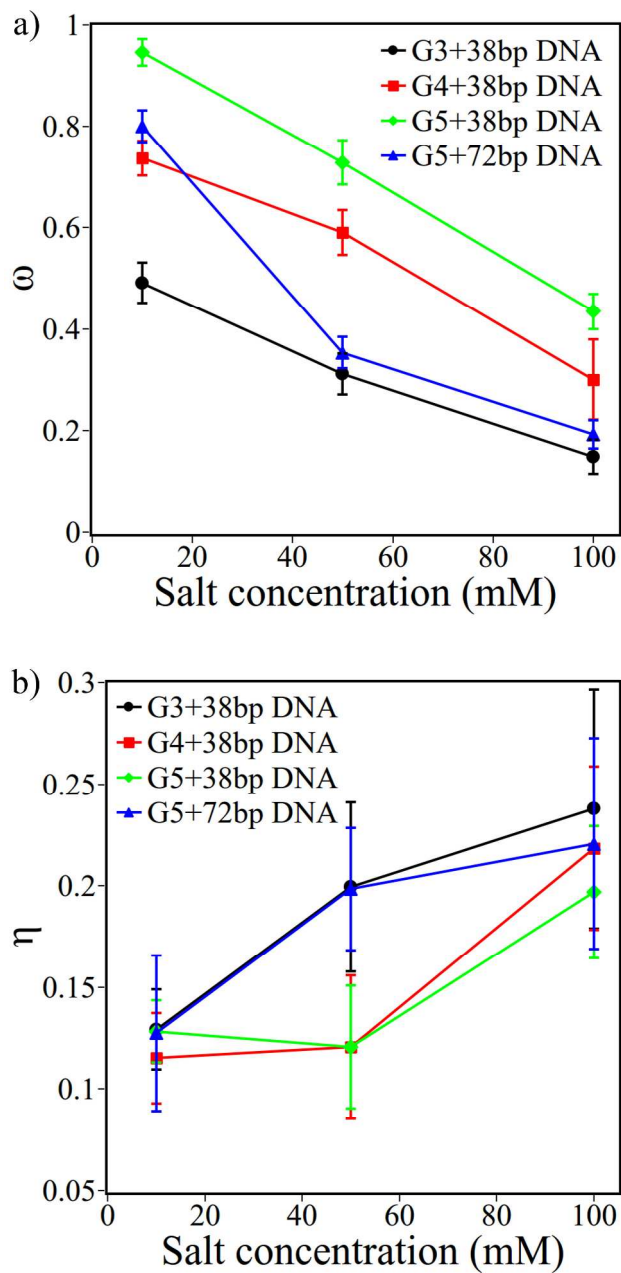 a)
1
0.8
0.6
0.4
0.2
0
ω
G3+38bp DNA
G4+38bp DNA
G5+38bp DNA
G5+72bp DNA
0 20 40 60 80 100
Salt concentration (mM)
b)
0.3
0.25
0.2
0.15
0.1
0.05
η
G3+38bp DNA
G4+38bp DNA
G5+38bp DNA
G5+72bp DNA
0 20 40 60 80 100
Salt concentration (mM)